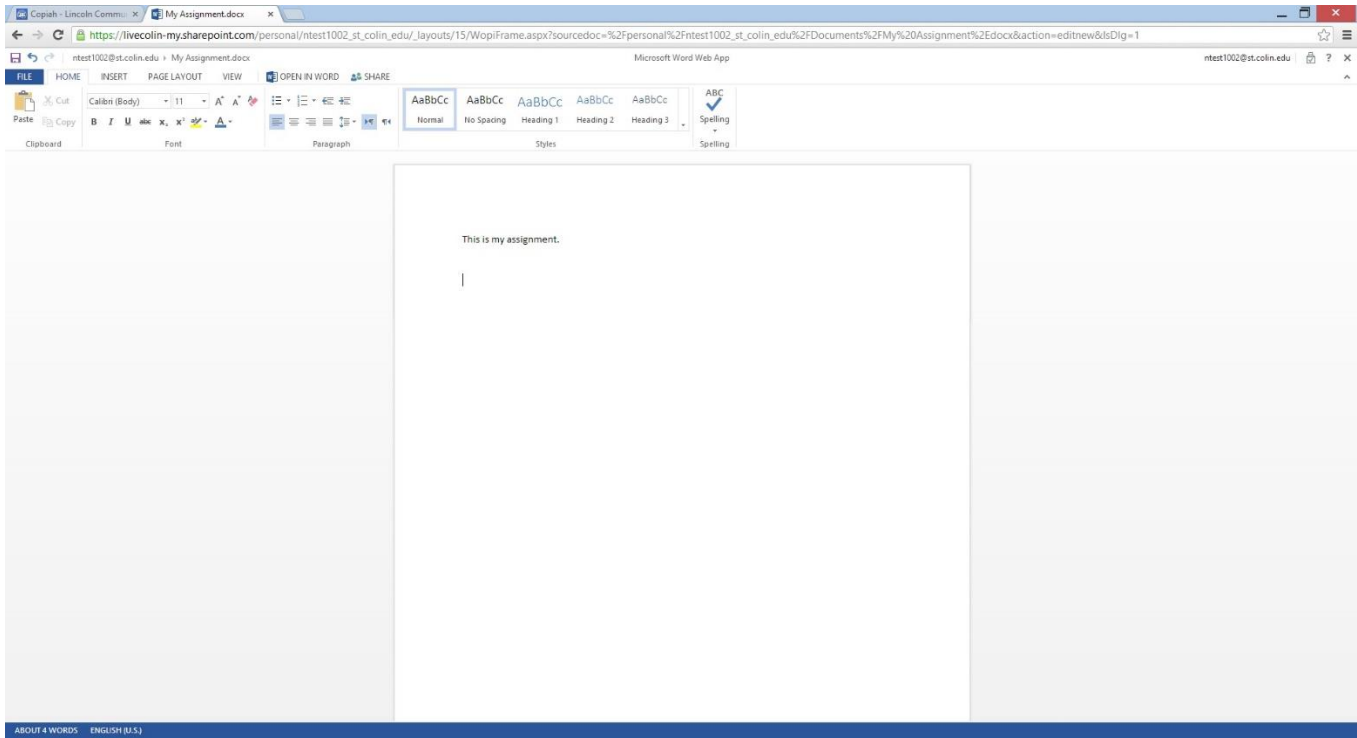 Copiah - Lincoln Commu
My Assignment.docx
https://livecolin-my.sharepoint.com/personal/ntest1002_st_colin_edu/_layouts/15/WopiFrame.aspx?sourcedoc=%2Fpersonal%2Fntest1002_st_colin_edu%2FDocuments%2FMy%20Assignment%2Edocx&action=editnew&IsDlg=1
ntest1002@st.colin.edu › My Assignment.docx Microsoft Word Web App ntest1002@st.colin.edu ? X
FILE HOME INSERT PAGE LAYOUT VIEW OPEN IN WORD SHARE
Paste
Cut
Copy
Clipboard
Calibri (Body) 11 A A
B I U abc x₂ x² aby A
Font
Paragraph
AaBbCc AaBbCc AaBbCc AaBbCc AaBbCc
Normal No Spacing Heading 1 Heading 2 Heading 3
Styles
ABC
Spelling
Spelling
This is my assignment.
ABOUT 4 WORDS ENGLISH (U.S.)